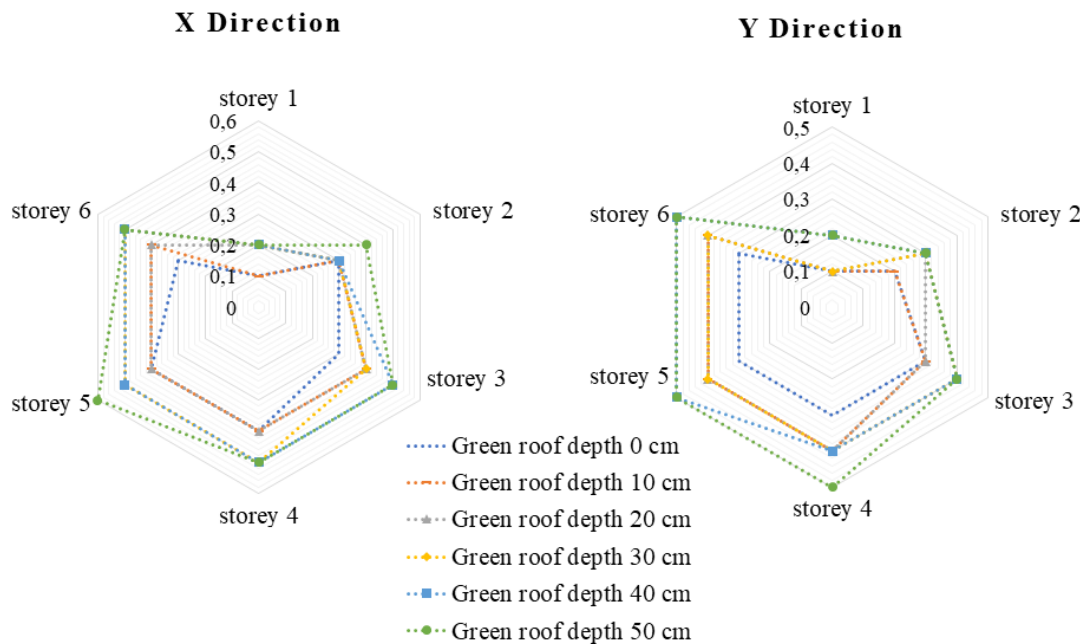 X Direction
storey 1
0,6
0,5
0,4
0,3
0,2
0,1
0
storey 2
storey 3
storey 4
storey 5
storey 6
Y Direction
storey 1
0,5
0,4
0,3
0,2
0,1
0
storey 2
storey 3
storey 4
storey 5
storey 6
Green roof depth 0 cm
Green roof depth 10 cm
Green roof depth 20 cm
Green roof depth 30 cm
Green roof depth 40 cm
Green roof depth 50 cm